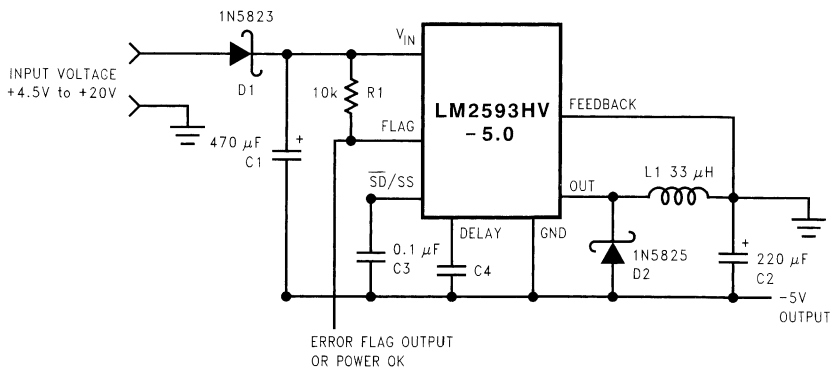 1N5823
D1
INPUT VOLTAGE
+4.5V to +20V
V_IN
10k
R1
FLAG
LM2593HV
-5.0
FEEDBACK
470 µF
C1
+
S̅D̅/SS
OUT
L1 33 µH
DELAY
GND
0.1 µF
C3
C4
1N5825
D2
+
220 µF
C2
-5V
OUTPUT
ERROR FLAG OUTPUT
OR POWER OK